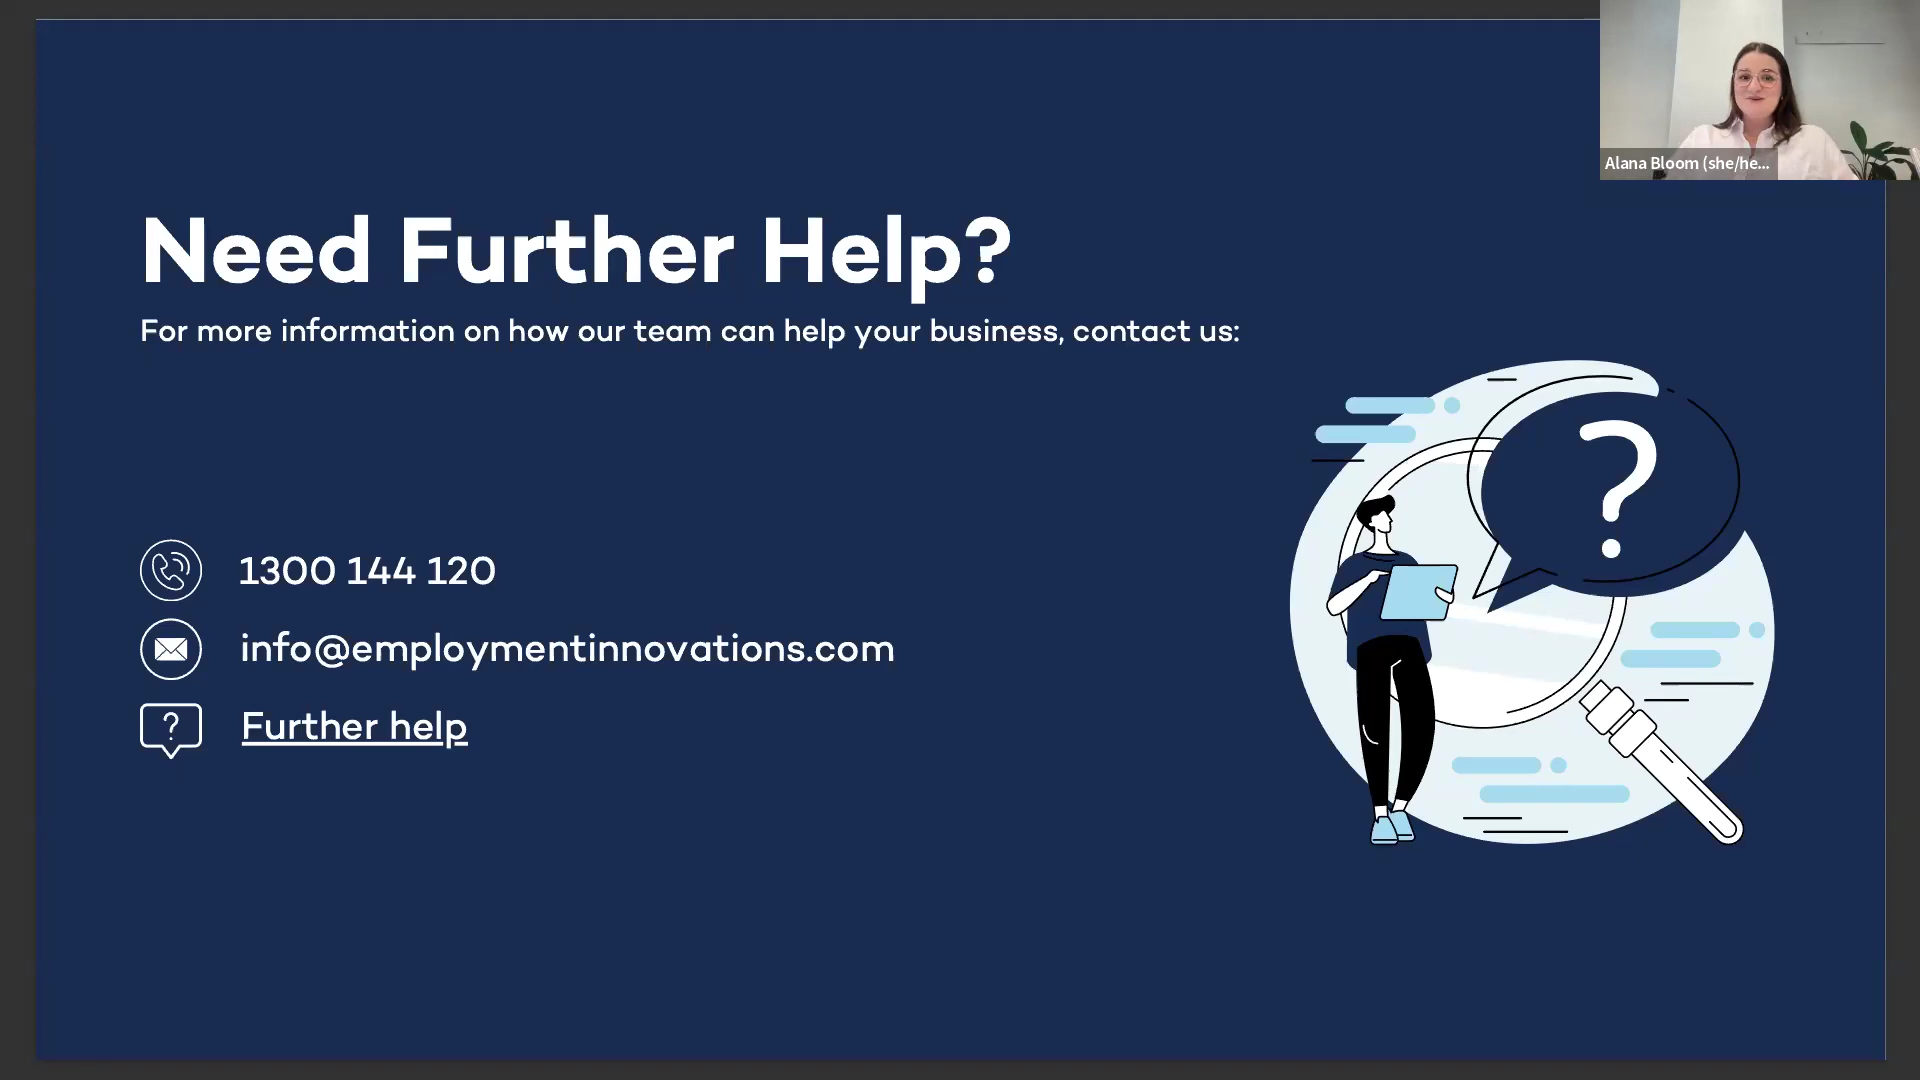 Need Further Help?
For more information on how our team can help your business, contact us:
1300 144 120
info@employmentinnovations.com
Further help
Alana Bloom (she/he...
?
?